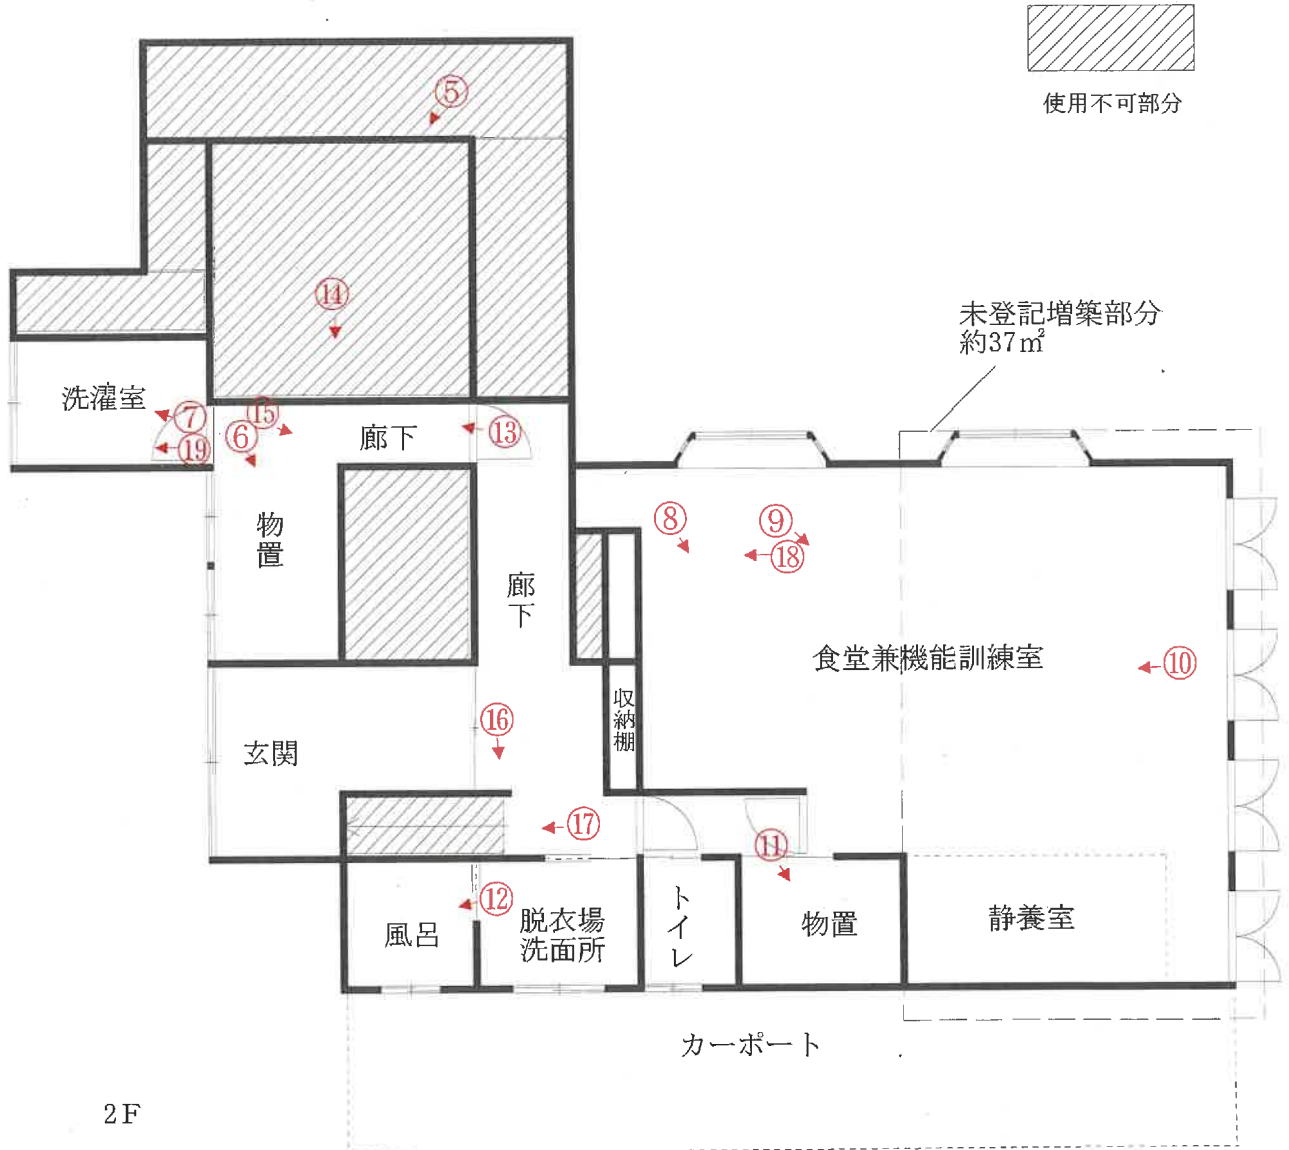 使用不可部分
⑤
⑭
未登記増築部分
約37㎡
洗濯室
⑦
⑲
⑮
⑥
廊下
⑬
物置
⑧
⑨
⑱
廊下
食堂兼機能訓練室
⑩
収納棚
⑯
玄関
⑰
⑪
⑫
風呂
脱衣場
洗面所
トイレ
物置
静養室
カーポート
2F